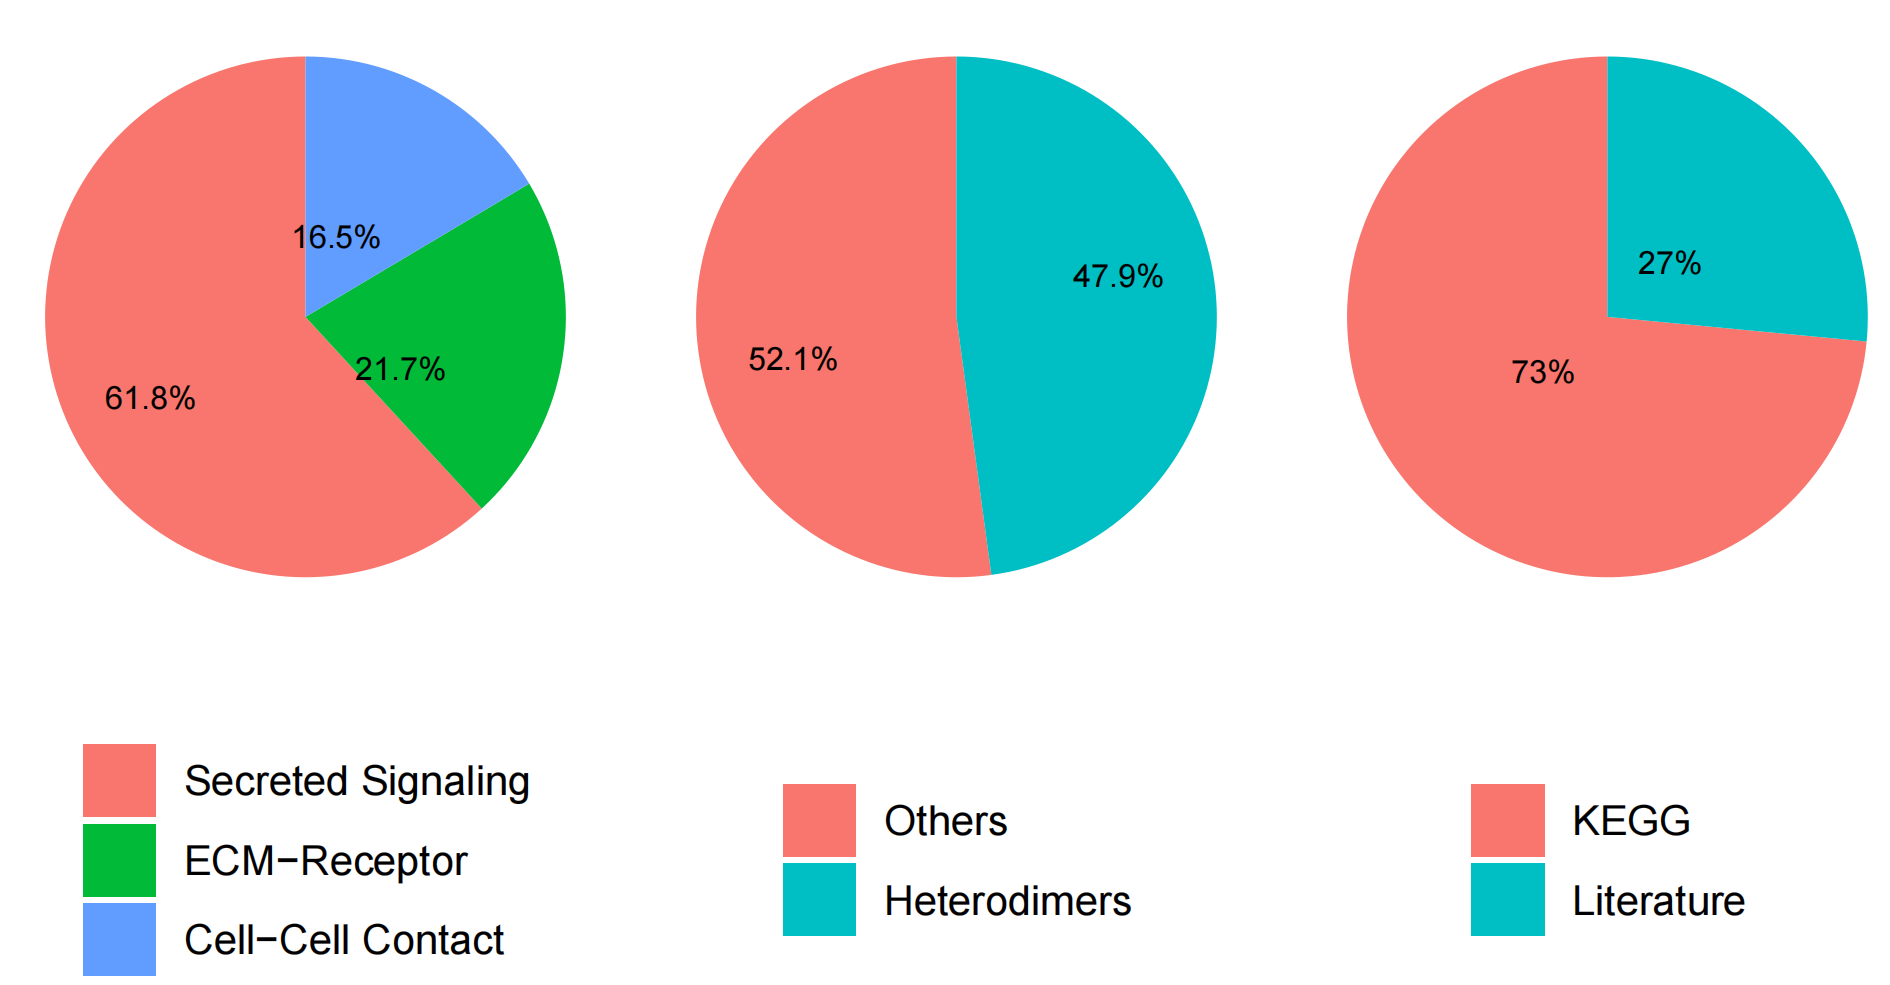 16.5%
21.7%
61.8%
47.9%
52.1%
27%
73%
Secreted Signaling
ECM−Receptor
Cell−Cell Contact
Others
Heterodimers
KEGG
Literature